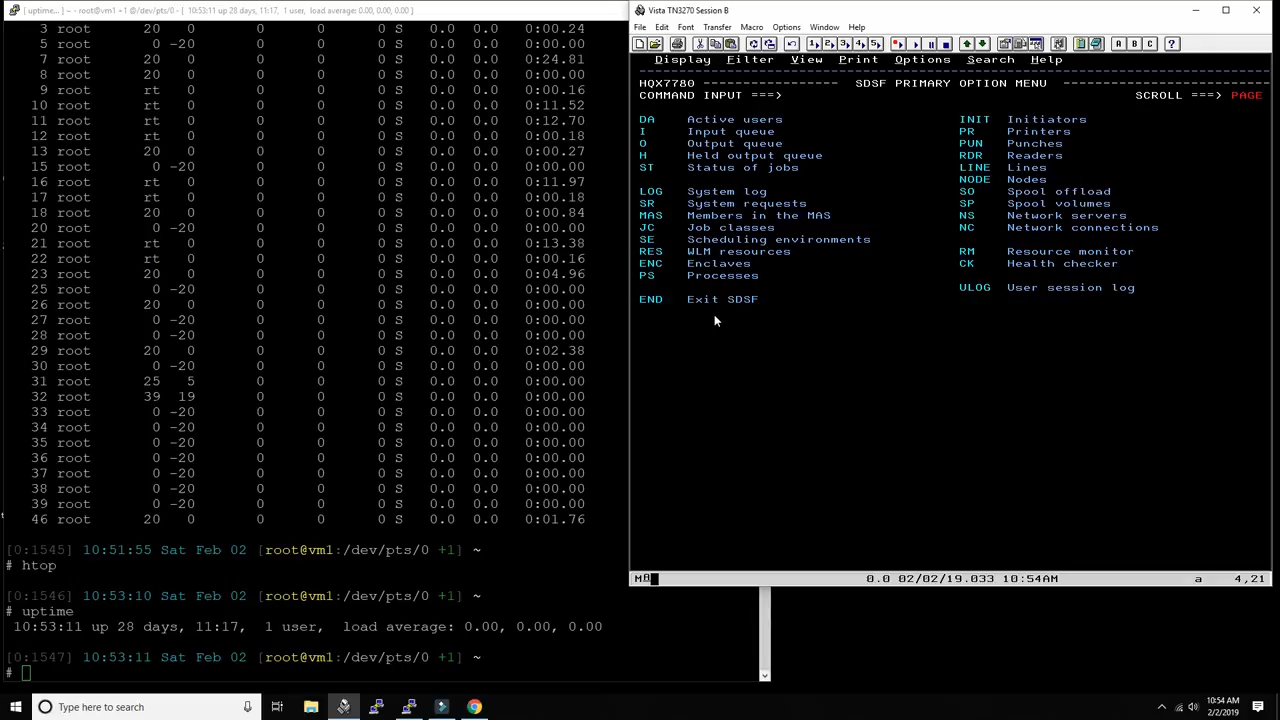 [ uptime... ] -- root@vm1 +1 @/dev/pts/0 - [ 10:53:11 up 28 days, 11:17, 1 user, load average: 0.00, 0.00, 0.00 ]
3 root 20 0 0 0 0 S 0.0 0.0 0:00.24
5 root 0 -20 0 0 0 S 0.0 0.0 0:00.00
7 root 20 0 0 0 0 S 0.0 0.0 0:24.81
8 root 20 0 0 0 0 S 0.0 0.0 0:00.00
9 root rt 0 0 0 0 S 0.0 0.0 0:00.16
10 root rt 0 0 0 0 S 0.0 0.0 0:11.52
11 root rt 0 0 0 0 S 0.0 0.0 0:12.70
12 root rt 0 0 0 0 S 0.0 0.0 0:00.18
13 root 20 0 0 0 0 S 0.0 0.0 0:00.27
15 root 0 -20 0 0 0 S 0.0 0.0 0:00.00
16 root rt 0 0 0 0 S 0.0 0.0 0:11.97
17 root rt 0 0 0 0 S 0.0 0.0 0:00.18
18 root 20 0 0 0 0 S 0.0 0.0 0:00.84
20 root 0 -20 0 0 0 S 0.0 0.0 0:00.00
21 root rt 0 0 0 0 S 0.0 0.0 0:13.38
22 root rt 0 0 0 0 S 0.0 0.0 0:00.16
23 root 20 0 0 0 0 S 0.0 0.0 0:04.96
25 root 0 -20 0 0 0 S 0.0 0.0 0:00.00
26 root 20 0 0 0 0 S 0.0 0.0 0:00.00
27 root 0 -20 0 0 0 S 0.0 0.0 0:00.00
28 root 0 -20 0 0 0 S 0.0 0.0 0:00.00
29 root 20 0 0 0 0 S 0.0 0.0 0:02.38
30 root 0 -20 0 0 0 S 0.0 0.0 0:00.00
31 root 25 5 0 0 0 S 0.0 0.0 0:00.00
32 root 39 19 0 0 0 S 0.0 0.0 0:00.00
33 root 0 -20 0 0 0 S 0.0 0.0 0:00.00
34 root 0 -20 0 0 0 S 0.0 0.0 0:00.00
35 root 0 -20 0 0 0 S 0.0 0.0 0:00.00
36 root 0 -20 0 0 0 S 0.0 0.0 0:00.00
37 root 0 -20 0 0 0 S 0.0 0.0 0:00.00
38 root 0 -20 0 0 0 S 0.0 0.0 0:00.00
39 root 0 -20 0 0 0 S 0.0 0.0 0:00.00
46 root 20 0 0 0 0 S 0.0 0.0 0:01.76
[0:1545] 10:51:55 Sat Feb 02 [root@vm1:/dev/pts/0 +1] ~
# htop
[0:1546] 10:53:10 Sat Feb 02 [root@vm1:/dev/pts/0 +1] ~
# uptime
10:53:11 up 28 days, 11:17, 1 user, load average: 0.00, 0.00, 0.00
[0:1547] 10:53:11 Sat Feb 02 [root@vm1:/dev/pts/0 +1] ~
#
Vista TN3270 Session B
File Edit Font Transfer Macro Options Window Help
1 2 3 4 5 A B C ?
Display Filter View Print Options Search Help
HQX7780 ----------------- SDSF PRIMARY OPTION MENU --------------------------
COMMAND INPUT ===> SCROLL ===> PAGE
DA Active users INIT Initiators
I Input queue PR Printers
O Output queue PUN Punches
H Held output queue RDR Readers
ST Status of jobs LINE Lines
NODE Nodes
LOG System log SO Spool offload
SR System requests SP Spool volumes
MAS Members in the MAS NS Network servers
JC Job classes NC Network connections
SE Scheduling environments
RES WLM resources RM Resource monitor
ENC Enclaves CK Health checker
PS Processes
ULOG User session log
END Exit SDSF
0.0 02/02/19.033 10:54AM a 4,21
Type here to search
10:54 AM
2/2/2019